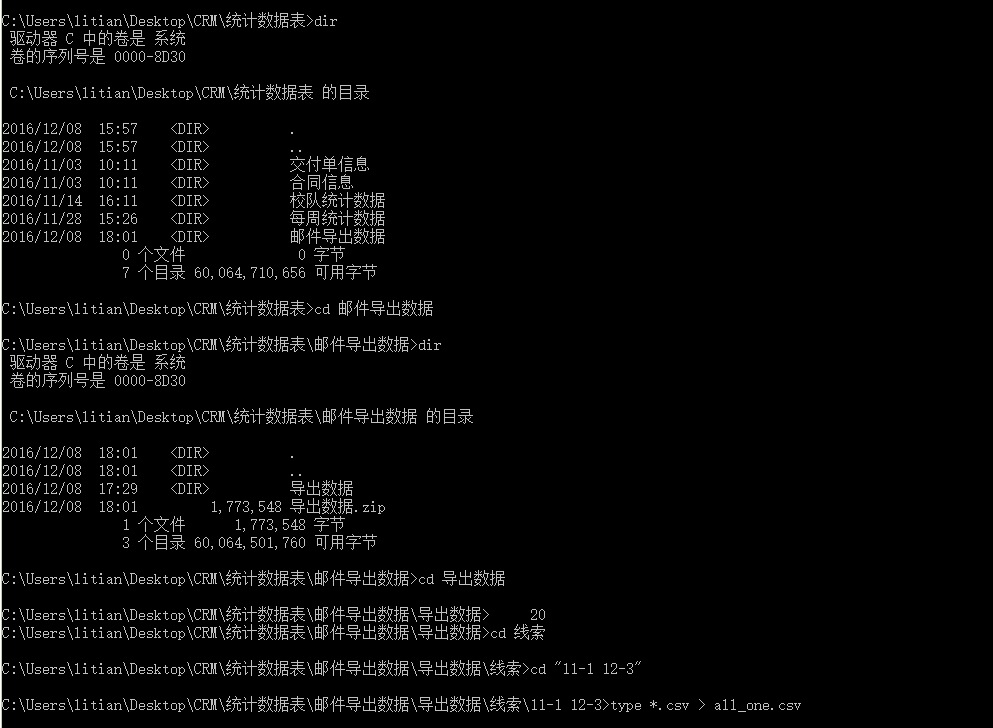 C:\Users\litian\Desktop\CRM\统计数据表>dir
驱动器 C 中的卷是 系统
卷的序列号是 0000-8D30
C:\Users\litian\Desktop\CRM\统计数据表 的目录
2016/12/08  15:57    <DIR>          .
2016/12/08  15:57    <DIR>          ..
2016/11/03  10:11    <DIR>          交付单信息
2016/11/03  10:11    <DIR>          合同信息
2016/11/14  16:11    <DIR>          校队统计数据
2016/11/28  15:26    <DIR>          每周统计数据
2016/12/08  18:01    <DIR>          邮件导出数据
0 个文件              0 字节
7 个目录 60,064,710,656 可用字节
C:\Users\litian\Desktop\CRM\统计数据表>cd 邮件导出数据
C:\Users\litian\Desktop\CRM\统计数据表\邮件导出数据>dir
驱动器 C 中的卷是 系统
卷的序列号是 0000-8D30
C:\Users\litian\Desktop\CRM\统计数据表\邮件导出数据 的目录
2016/12/08  18:01    <DIR>          .
2016/12/08  18:01    <DIR>          ..
2016/12/08  17:29    <DIR>          导出数据
2016/12/08  18:01         1,773,548 导出数据.zip
1 个文件      1,773,548 字节
3 个目录 60,064,501,760 可用字节
C:\Users\litian\Desktop\CRM\统计数据表\邮件导出数据>cd 导出数据
C:\Users\litian\Desktop\CRM\统计数据表\邮件导出数据\导出数据>     20
C:\Users\litian\Desktop\CRM\统计数据表\邮件导出数据\导出数据>cd 线索
C:\Users\litian\Desktop\CRM\统计数据表\邮件导出数据\导出数据\线索>cd "11-1 12-3"
C:\Users\litian\Desktop\CRM\统计数据表\邮件导出数据\导出数据\线索\11-1 12-3>type *.csv > all_one.csv